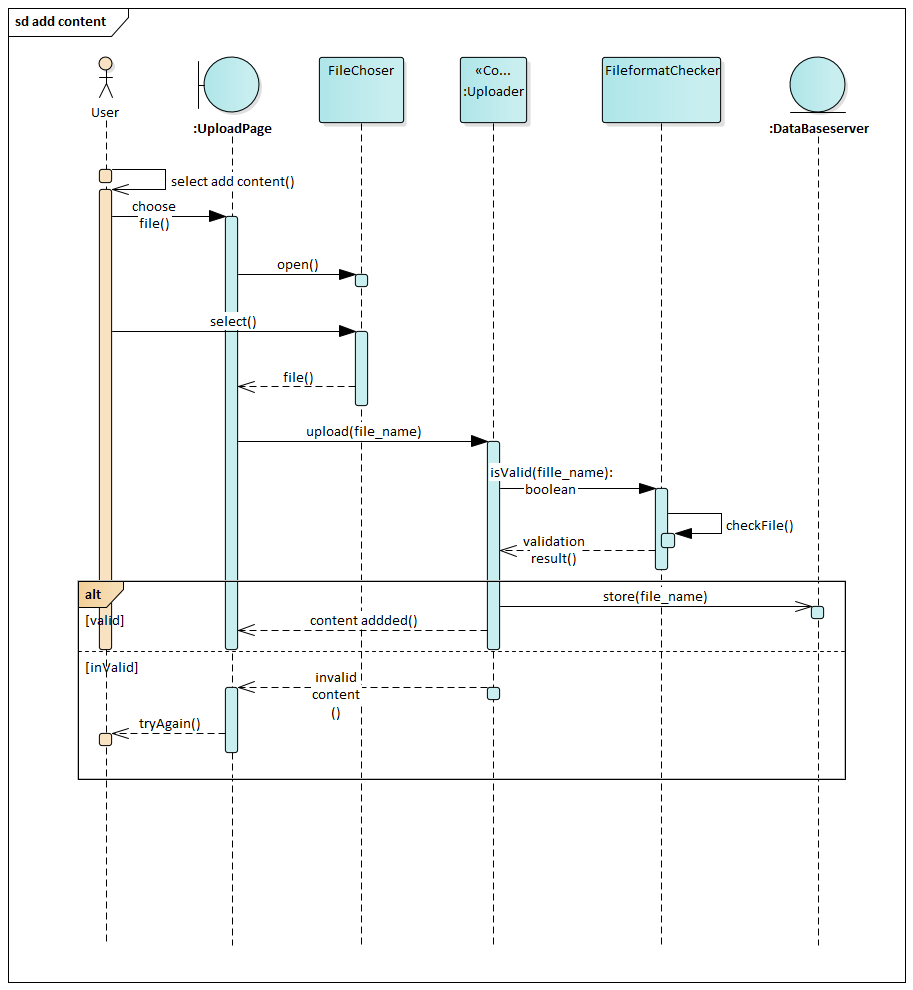 sd add content
User
:UploadPage
FileChoser
«Co...
:Uploader
FileformatChecker
:DataBaseserver
select add content()
choose
file()
open()
select()
file()
upload(file_name)
isValid(fille_name):
boolean
checkFile()
validation
result()
alt
store(file_name)
[valid]
content addded()
[inValid]
invalid
content
()
tryAgain()